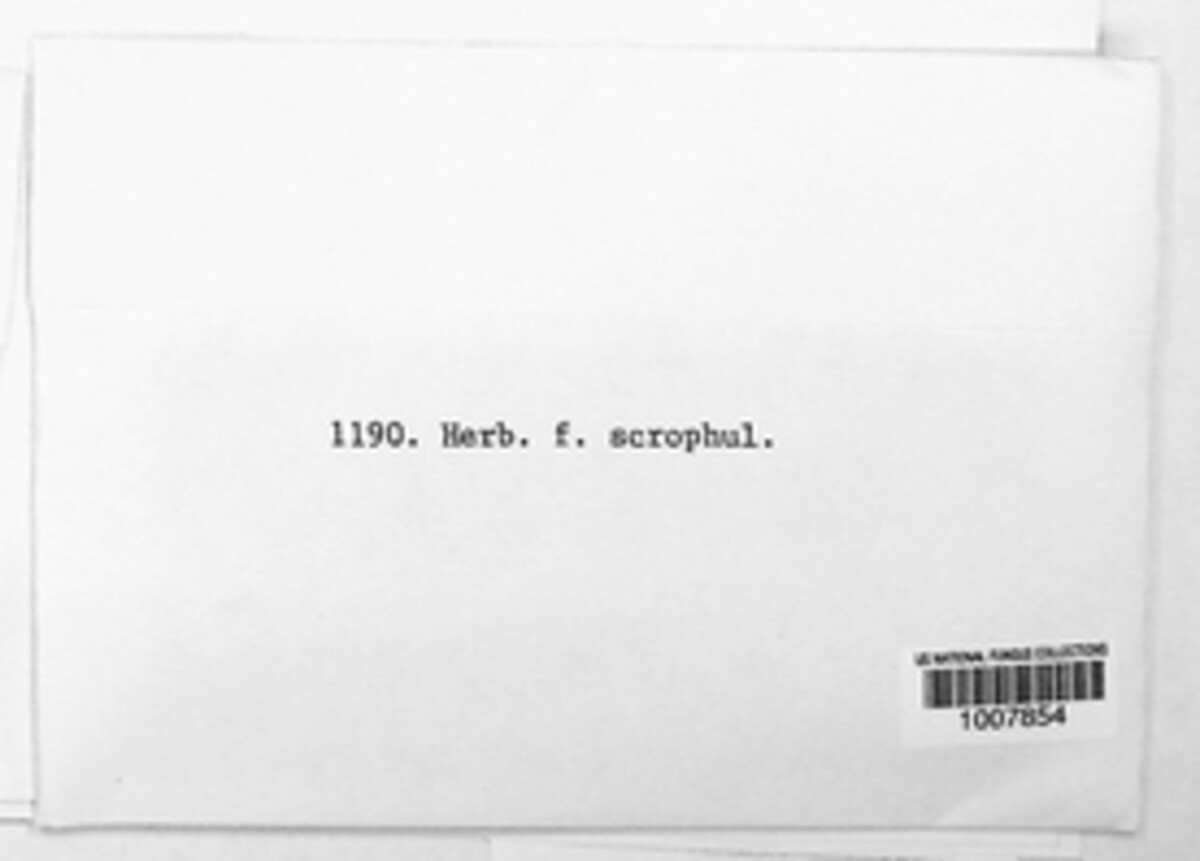 1190. Herb. f. scrophul.
US NATIONAL FUNGUS COLLECTIONS
1007854